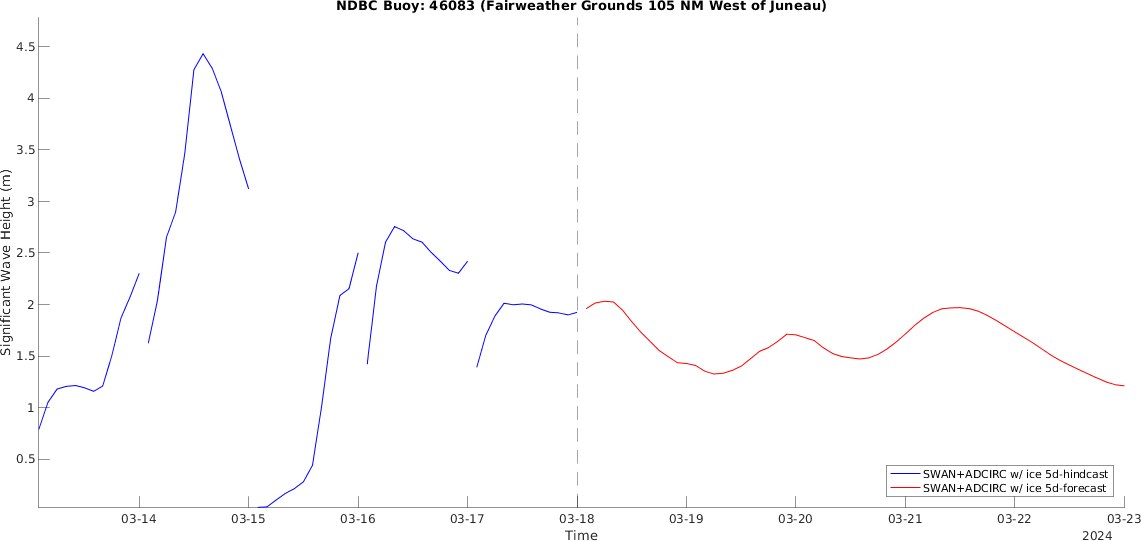 NDBC Buoy: 46083 (Fairweather Grounds 105 NM West of Juneau)
Significant Wave Height (m)
4.5
4
3.5
3
2.5
2
1.5
1
0.5
SWAN+ADCIRC w/ ice 5d-hindcast
SWAN+ADCIRC w/ ice 5d-forecast
03-14 03-15 03-16 03-17 03-18 03-19 03-20 03-21 03-22 03-23
Time
2024